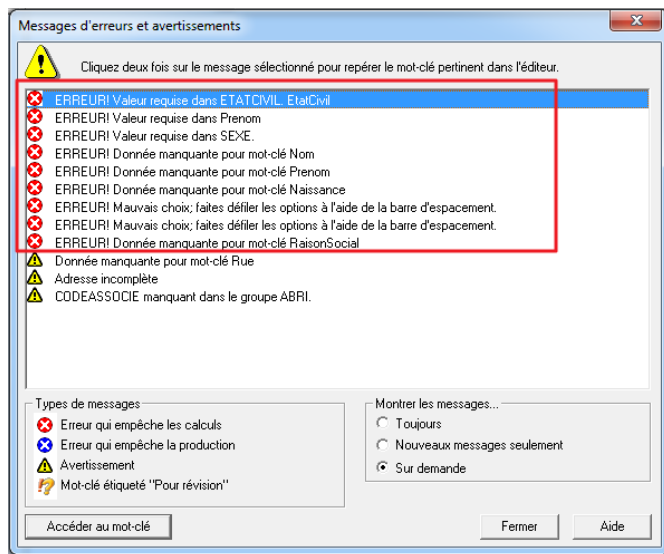 Messages d'erreurs et avertissements
Cliquez deux fois sur le message sélectionné pour repérer le mot-clé pertinent dans l'éditeur.
ERREUR! Valeur requise dans ETATCIVIL. EtatCivil
ERREUR! Valeur requise dans Prenom
ERREUR! Valeur requise dans SEXE.
ERREUR! Donnée manquante pour mot-clé Nom
ERREUR! Donnée manquante pour mot-clé Prenom
ERREUR! Donnée manquante pour mot-clé Naissance
ERREUR! Mauvais choix; faites défiler les options à l'aide de la barre d'espacement.
ERREUR! Mauvais choix; faites défiler les options à l'aide de la barre d'espacement.
ERREUR! Donnée manquante pour mot-clé RaisonSocial
Donnée manquante pour mot-clé Rue
Adresse incomplète
CODEASSOCIE manquant dans le groupe ABRI.
Types de messages
Erreur qui empêche les calculs
Erreur qui empêche la production
Avertissement
Mot-clé étiqueté "Pour révision"
Montrer les messages...
Toujours
Nouveaux messages seulement
Sur demande
Accéder au mot-clé
Fermer
Aide